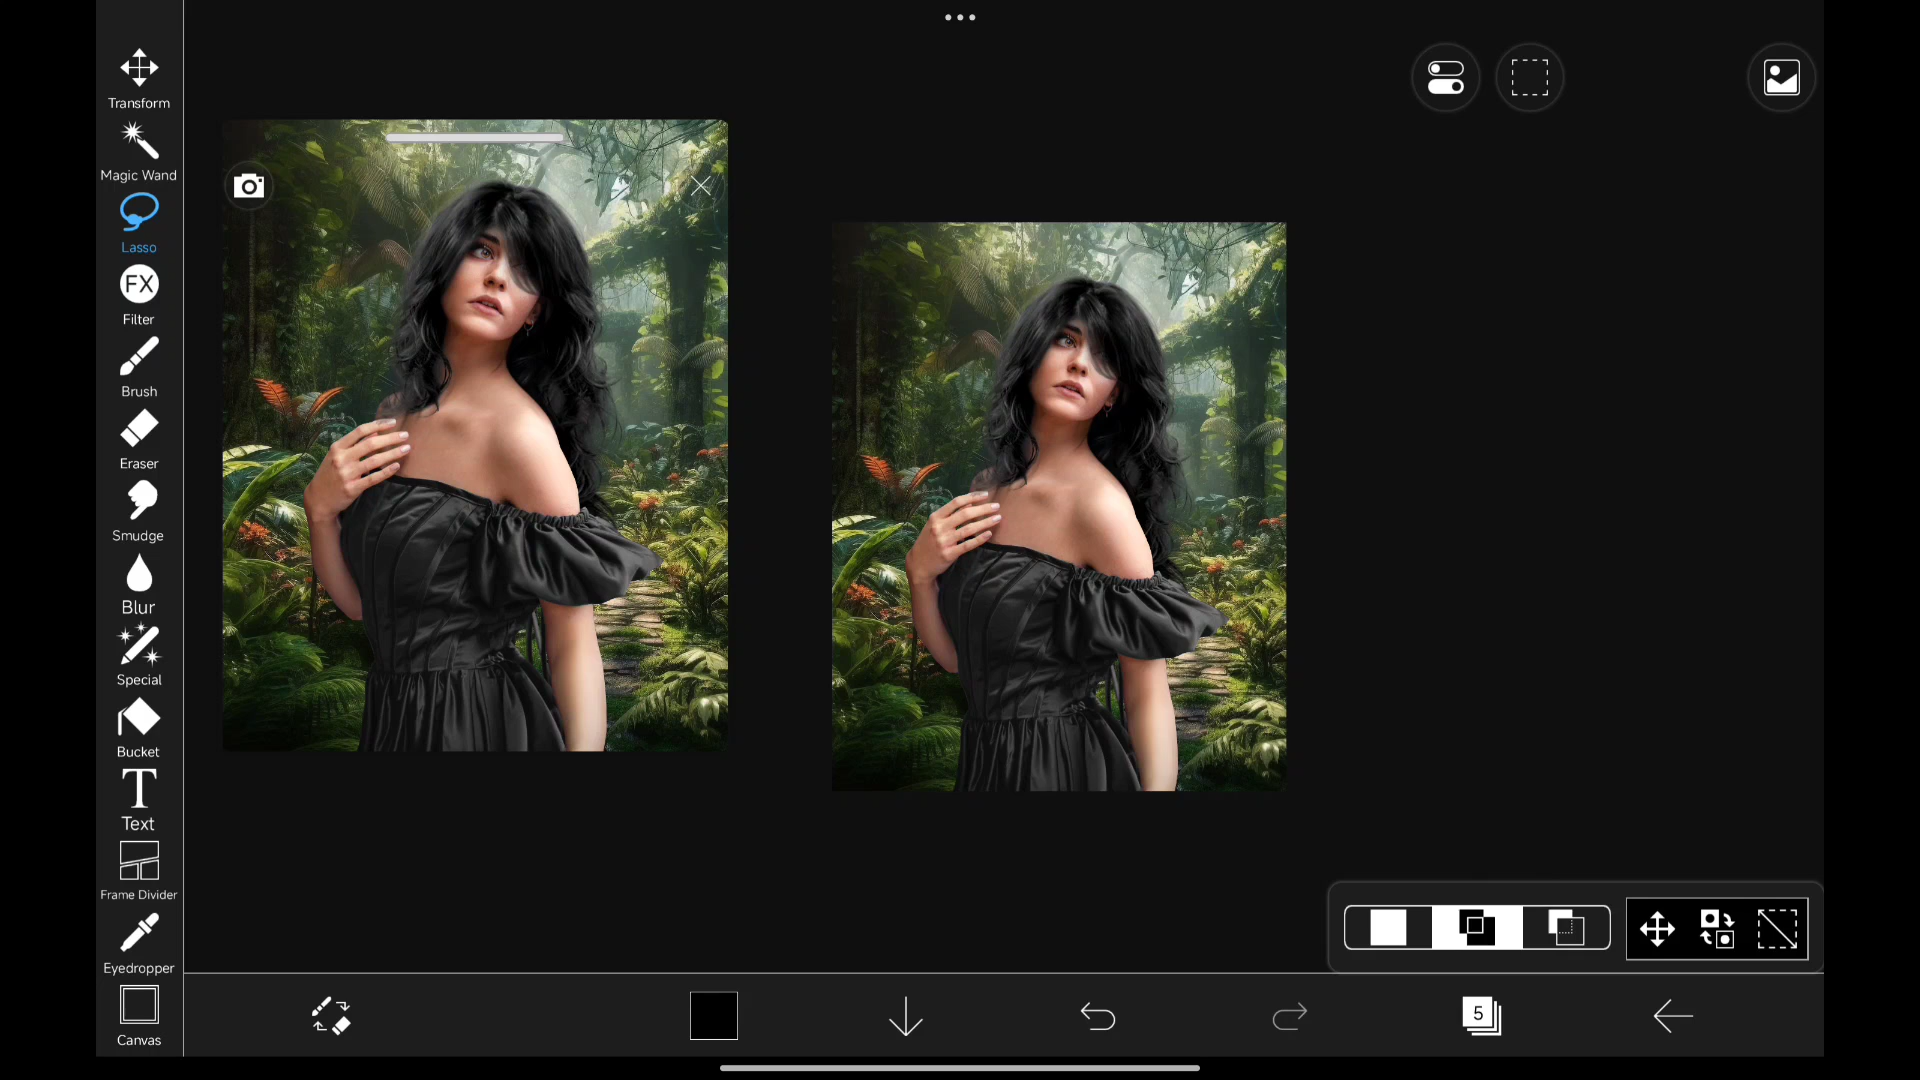 Transform
Magic Wand
Lasso
FX
Filter
Brush
Eraser
Smudge
Blur
Special
Bucket
T
Text
Frame Divider
Eyedropper
Canvas
5